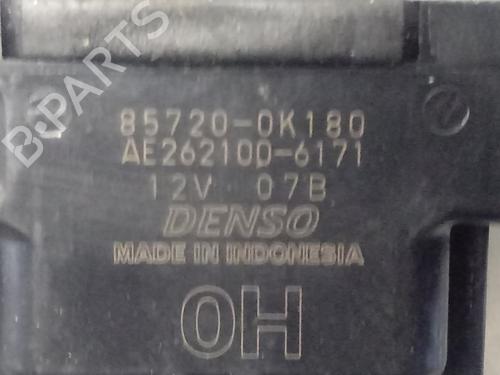 B-PARTS
85720-0K180
AE262100-6171
12V 07B
DENSO
MADE IN INDONESIA
0H